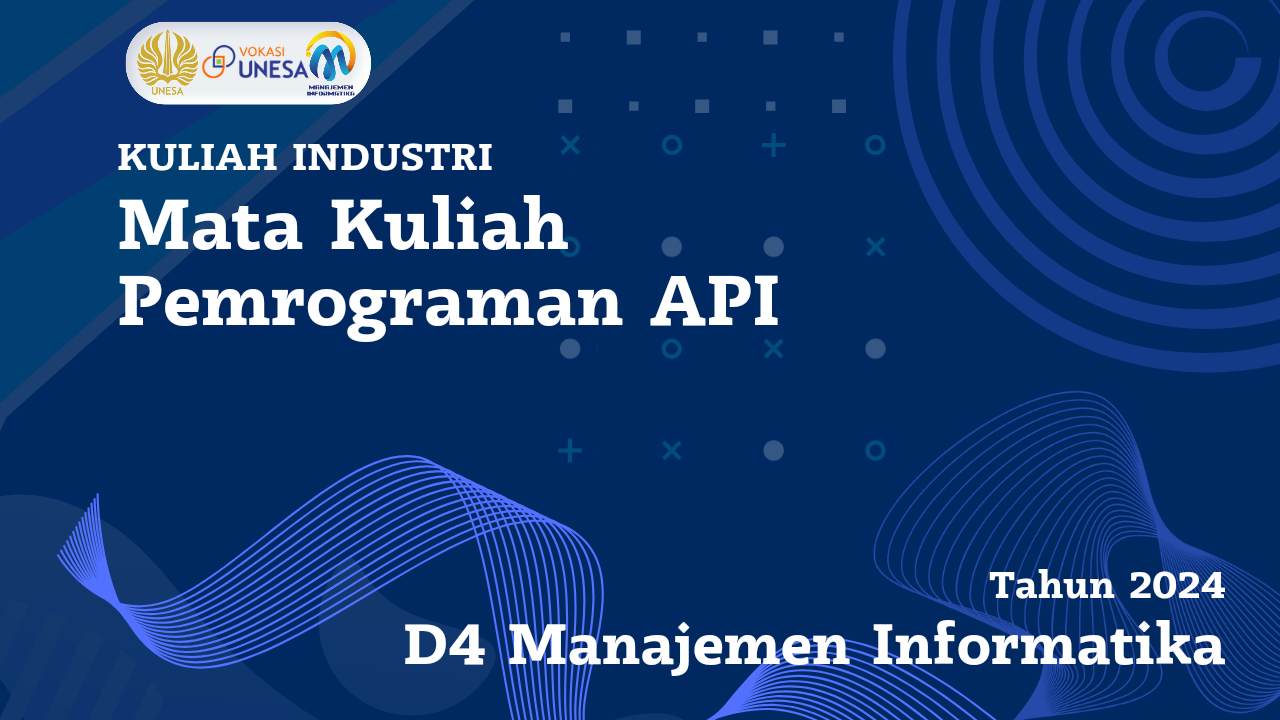 UNESA
VOKASI
UNESA
MANAJEMEN
INFORMATIKA
KULIAH INDUSTRI
Mata Kuliah
Pemrograman API
Tahun 2024
D4 Manajemen Informatika